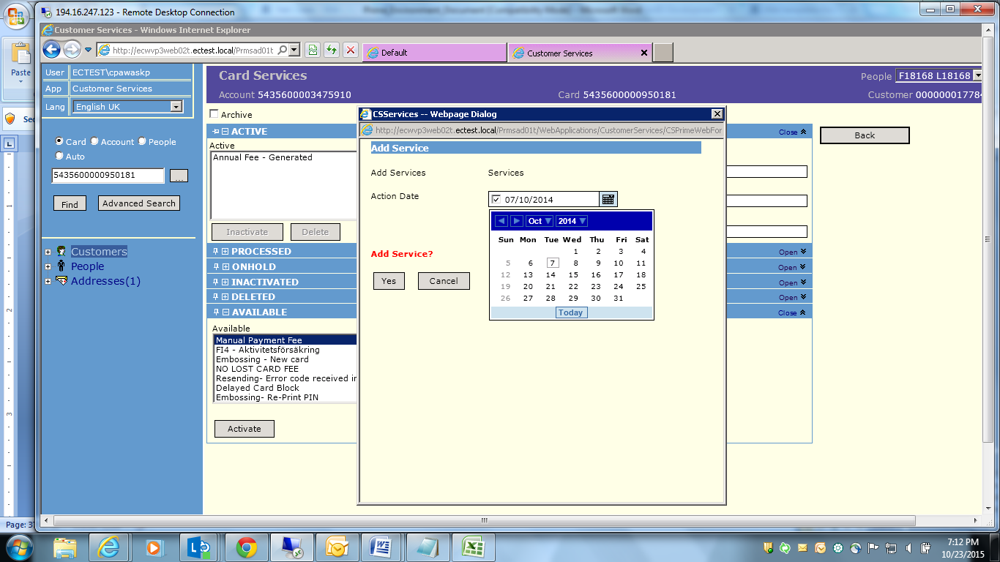 194.16.247.123 - Remote Desktop Connection
Customer Services - Windows Internet Explorer
http://ecwvp3web02t.ectest.local/Prmsad01t
Default
Customer Services
Paste
User ECTEST\cpawaskp
App Customer Services
Lang English UK
Card Services
People F18168 L18168
Account 5435600003475910
Card 5435600000950181
Customer 00000001778
Archive
ACTIVE
Close
Back
Active
Annual Fee - Generated
Inactivate
Delete
PROCESSED
Open
ONHOLD
Open
INACTIVATED
Open
DELETED
Open
AVAILABLE
Close
Available
Manual Payment Fee
FI4 - Aktivitetsförsäkring
Embossing - New card
NO LOST CARD FEE
Resending- Error code received in
Delayed Card Block
Embossing- Re-Print PIN
Activate
Card Account People
Auto
5435600000950181
...
Find
Advanced Search
Customers
People
Addresses(1)
CSServices -- Webpage Dialog
http://ecwvp3web02t.ectest.local/Prmsad01t/WebApplications/CustomerServices/CSPrimeWebFor
Add Service
Add Services Services
Action Date 07/10/2014
Oct 2014
Sun Mon Tue Wed Thu Fri Sat
1 2 3 4
5 6 7 8 9 10 11
12 13 14 15 16 17 18
19 20 21 22 23 24 25
26 27 28 29 30 31
Today
Add Service?
Yes
Cancel
Sec
L
1
2
3
Page: 37
7:12 PM
10/23/2015